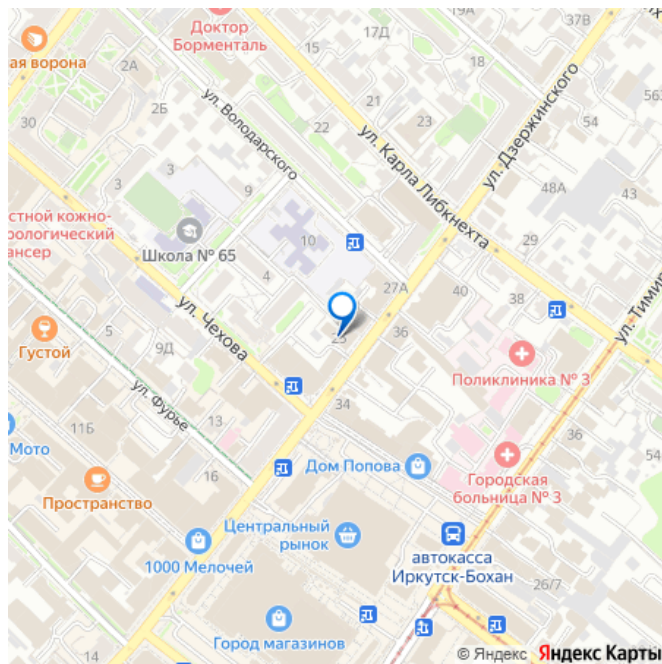 19А
37В
Доктор
Борменталь
17Д
15
ая ворона
2А
21
54
563
2Б
23
ул. Володарского
ул. Дзержинского
30
22
ул. Карла Либкнехта
3
3
9
48А
43
стной кожно-
рологический
ансер
Школа № 65
10
29
4
27А
ул. Тимир
40
38
ул. Чехова
5
Густой
9Д
25
36
Поликлиника № 3
ул. Фурье
34
13
11Б
36
Мото
16
Дом Попова
Городская
больница № 3
54
Пространство
Центральный
рынок
1000 Мелочей
автокасса
Иркутск-Бохан
26/7
Город магазинов
14
© Яндекс Яндекс Карты